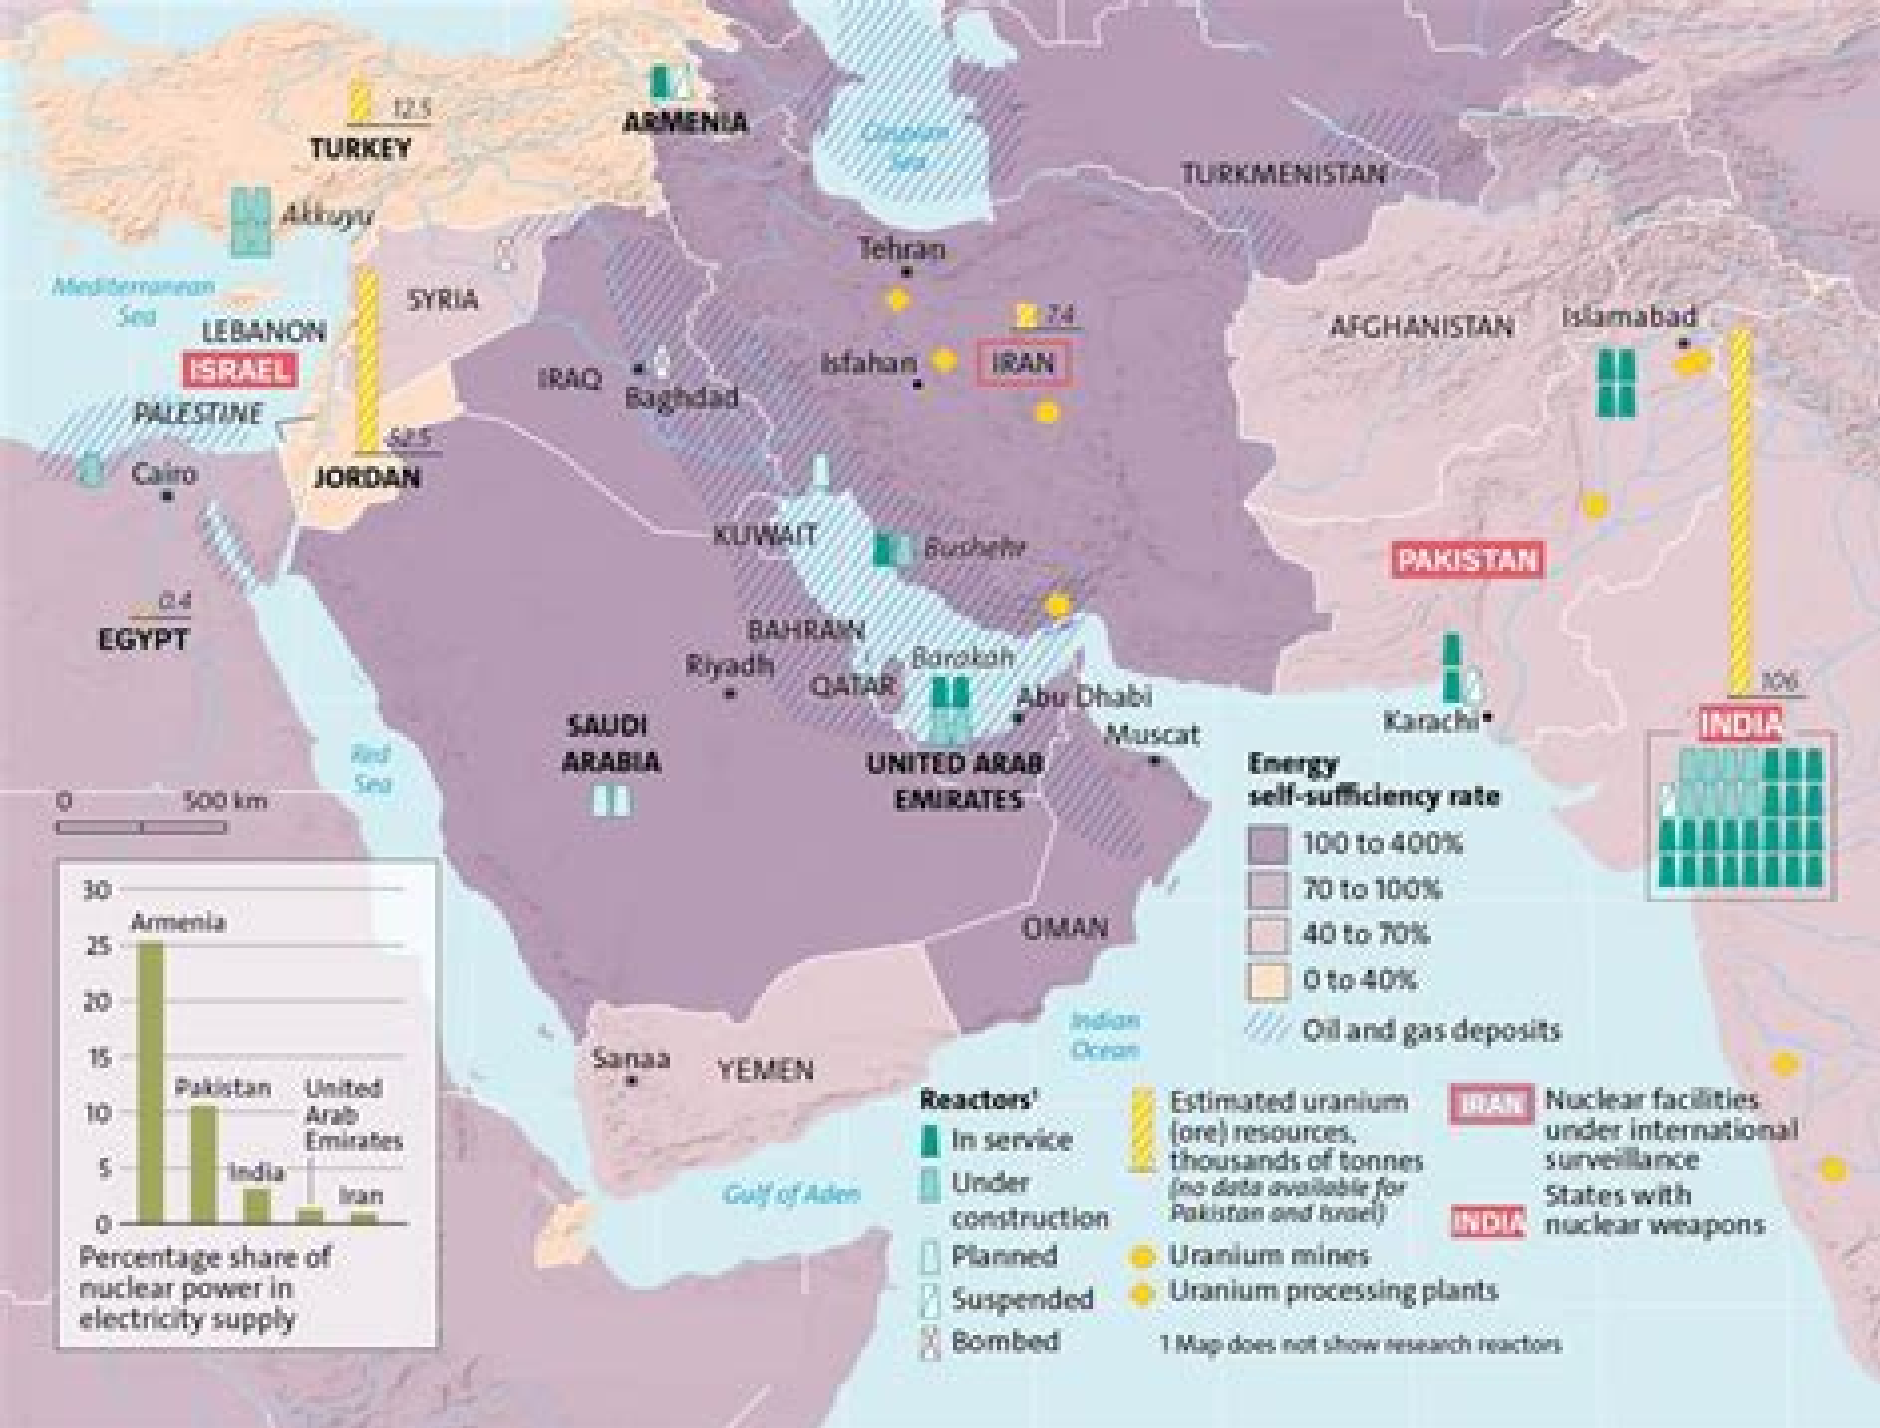 12.5
TURKEY
ARMENIA
Caspian
Sea
TURKMENISTAN
Akkuyu
Tehran
Mediterranean
Sea
SYRIA
7.4
AFGHANISTAN
Islamabad
LEBANON
ISRAEL
IRAQ
Isfahan
IRAN
Baghdad
PALESTINE
62.5
Cairo
JORDAN
KUWAIT
Bushehr
PAKISTAN
0.4
EGYPT
BAHRAIN
Barakah
Riyadh
QATAR
Abu Dhabi
106
SAUDI
ARABIA
Muscat
Karachi
INDIA
Red
Sea
UNITED ARAB
EMIRATES
0 500 km
Energy
self-sufficiency rate
100 to 400%
70 to 100%
40 to 70%
0 to 40%
Oil and gas deposits
OMAN
Indian
Ocean
Sanaa
YEMEN
Gulf of Aden
30
Armenia
25
20
15
Pakistan
United
Arab
Emirates
10
5
India
Iran
0
Percentage share of
nuclear power in
electricity supply
Reactors¹
In service
Under
construction
Planned
Suspended
Bombed
Estimated uranium
(ore) resources,
thousands of tonnes
(no data available for
Pakistan and Israel)
Uranium mines
Uranium processing plants
IRAN
Nuclear facilities
under international
surveillance
INDIA
States with
nuclear weapons
1 Map does not show research reactors